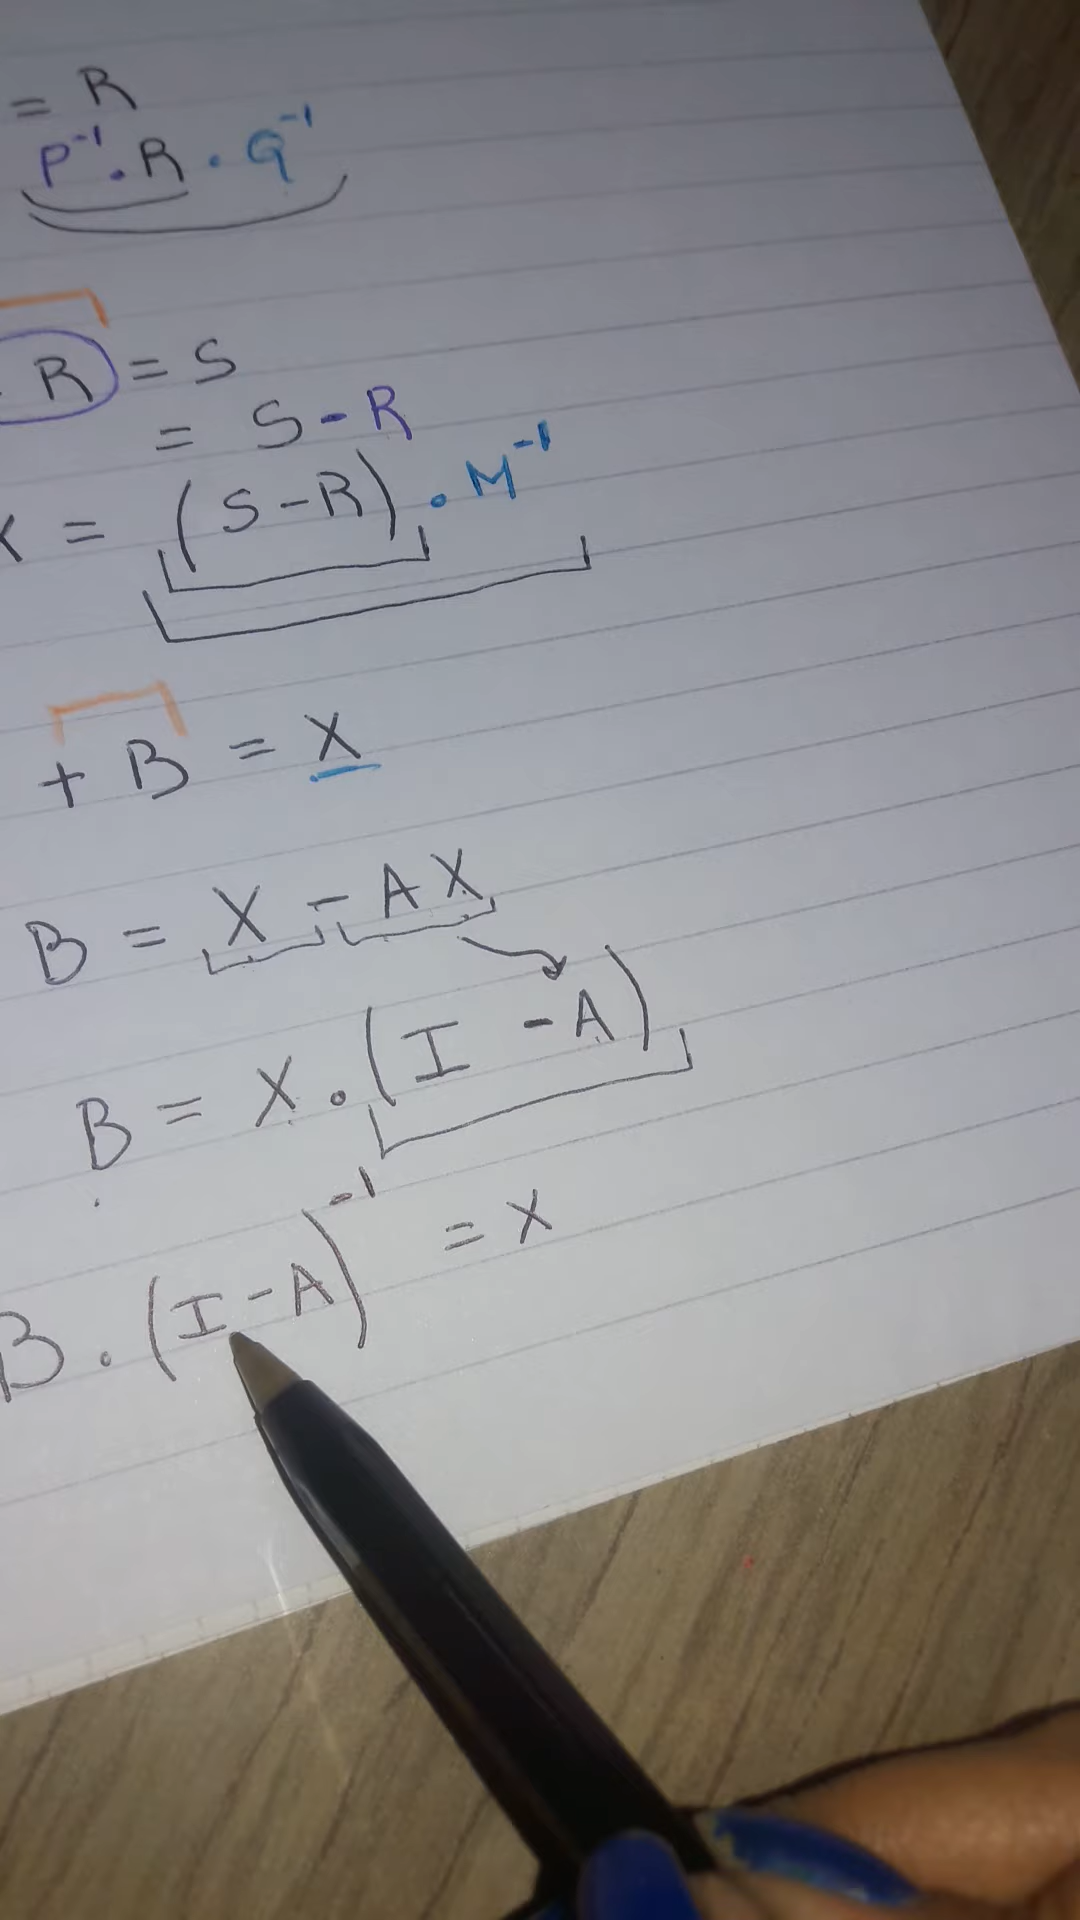 = R
P⁻¹ . R . Q⁻¹
R = S
= S - R
X = (S - R) . M⁻¹
+ B = X
B = X - AX
B = X . (I - A)
B . (I - A)⁻¹ = X